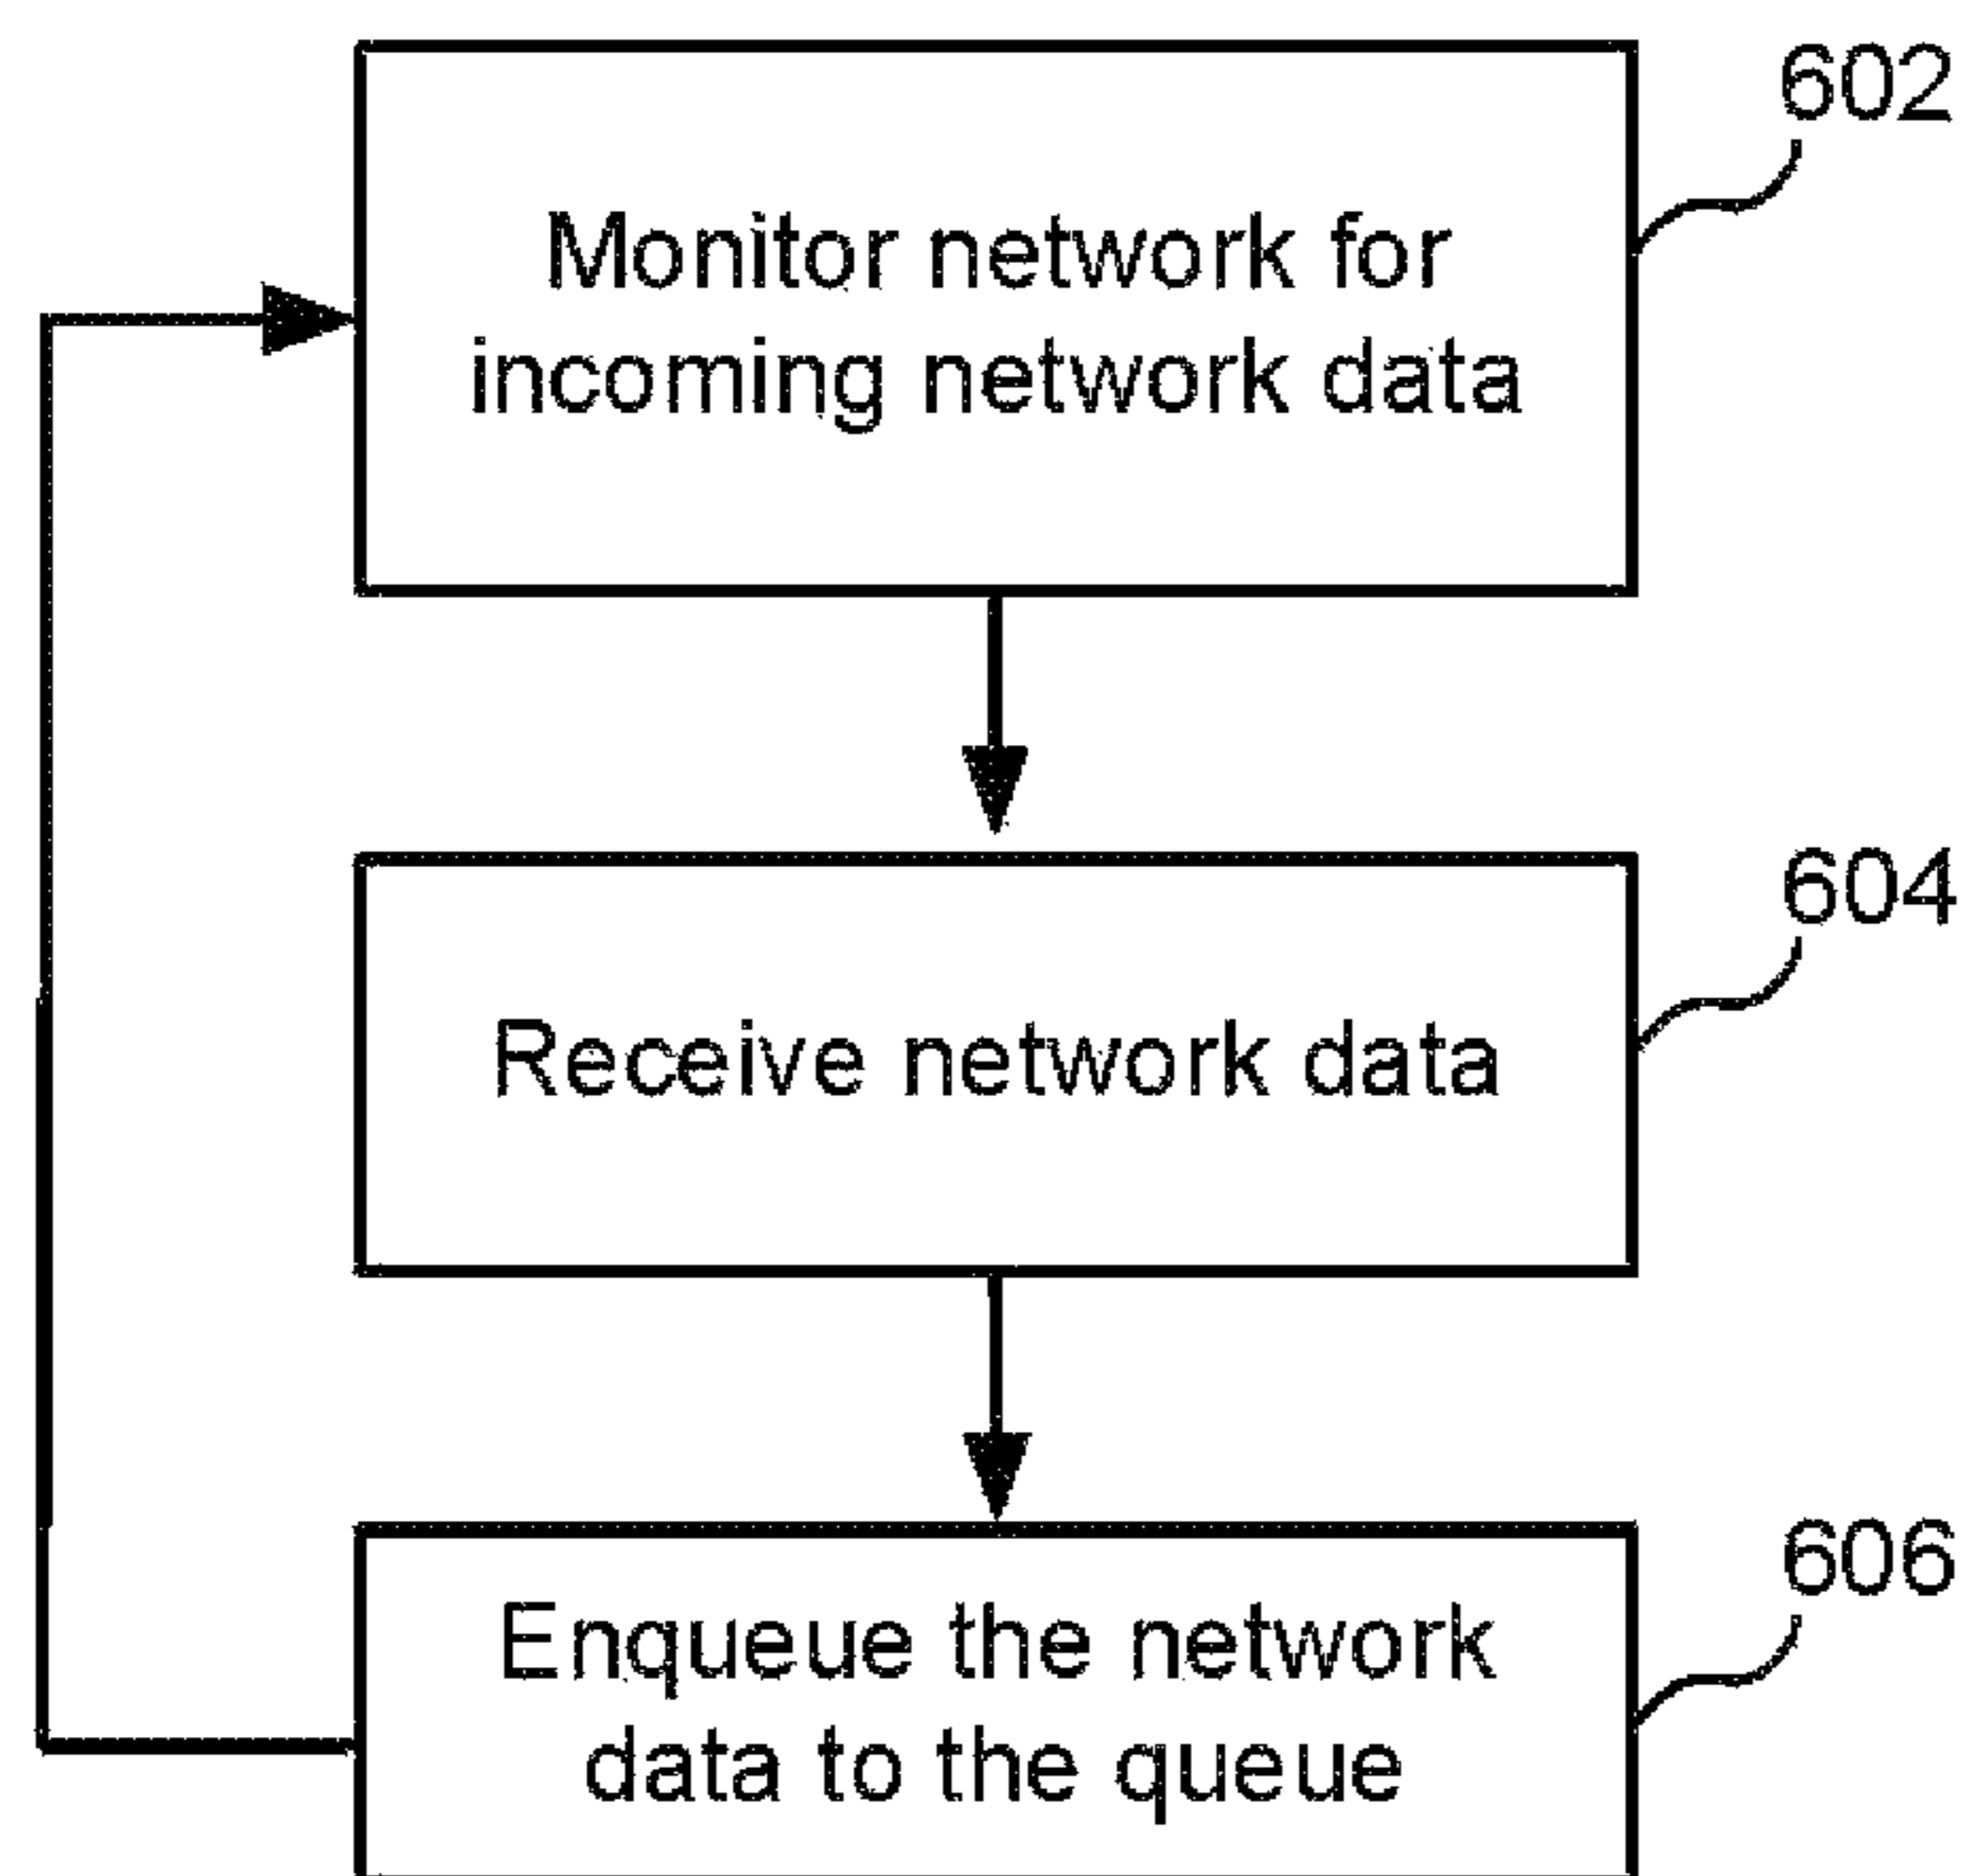 602
Monitor network for
incoming network data
604
Receive network data
606
Enqueue the network
data to the queue